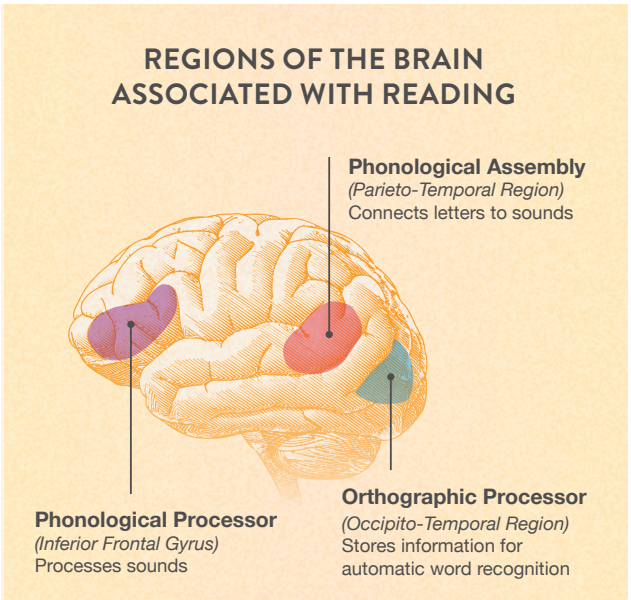 REGIONS OF THE BRAIN
ASSOCIATED WITH READING
Phonological Assembly
(Parieto-Temporal Region)
Connects letters to sounds
Phonological Processor
(Inferior Frontal Gyrus)
Processes sounds
Orthographic Processor
(Occipito-Temporal Region)
Stores information for
automatic word recognition